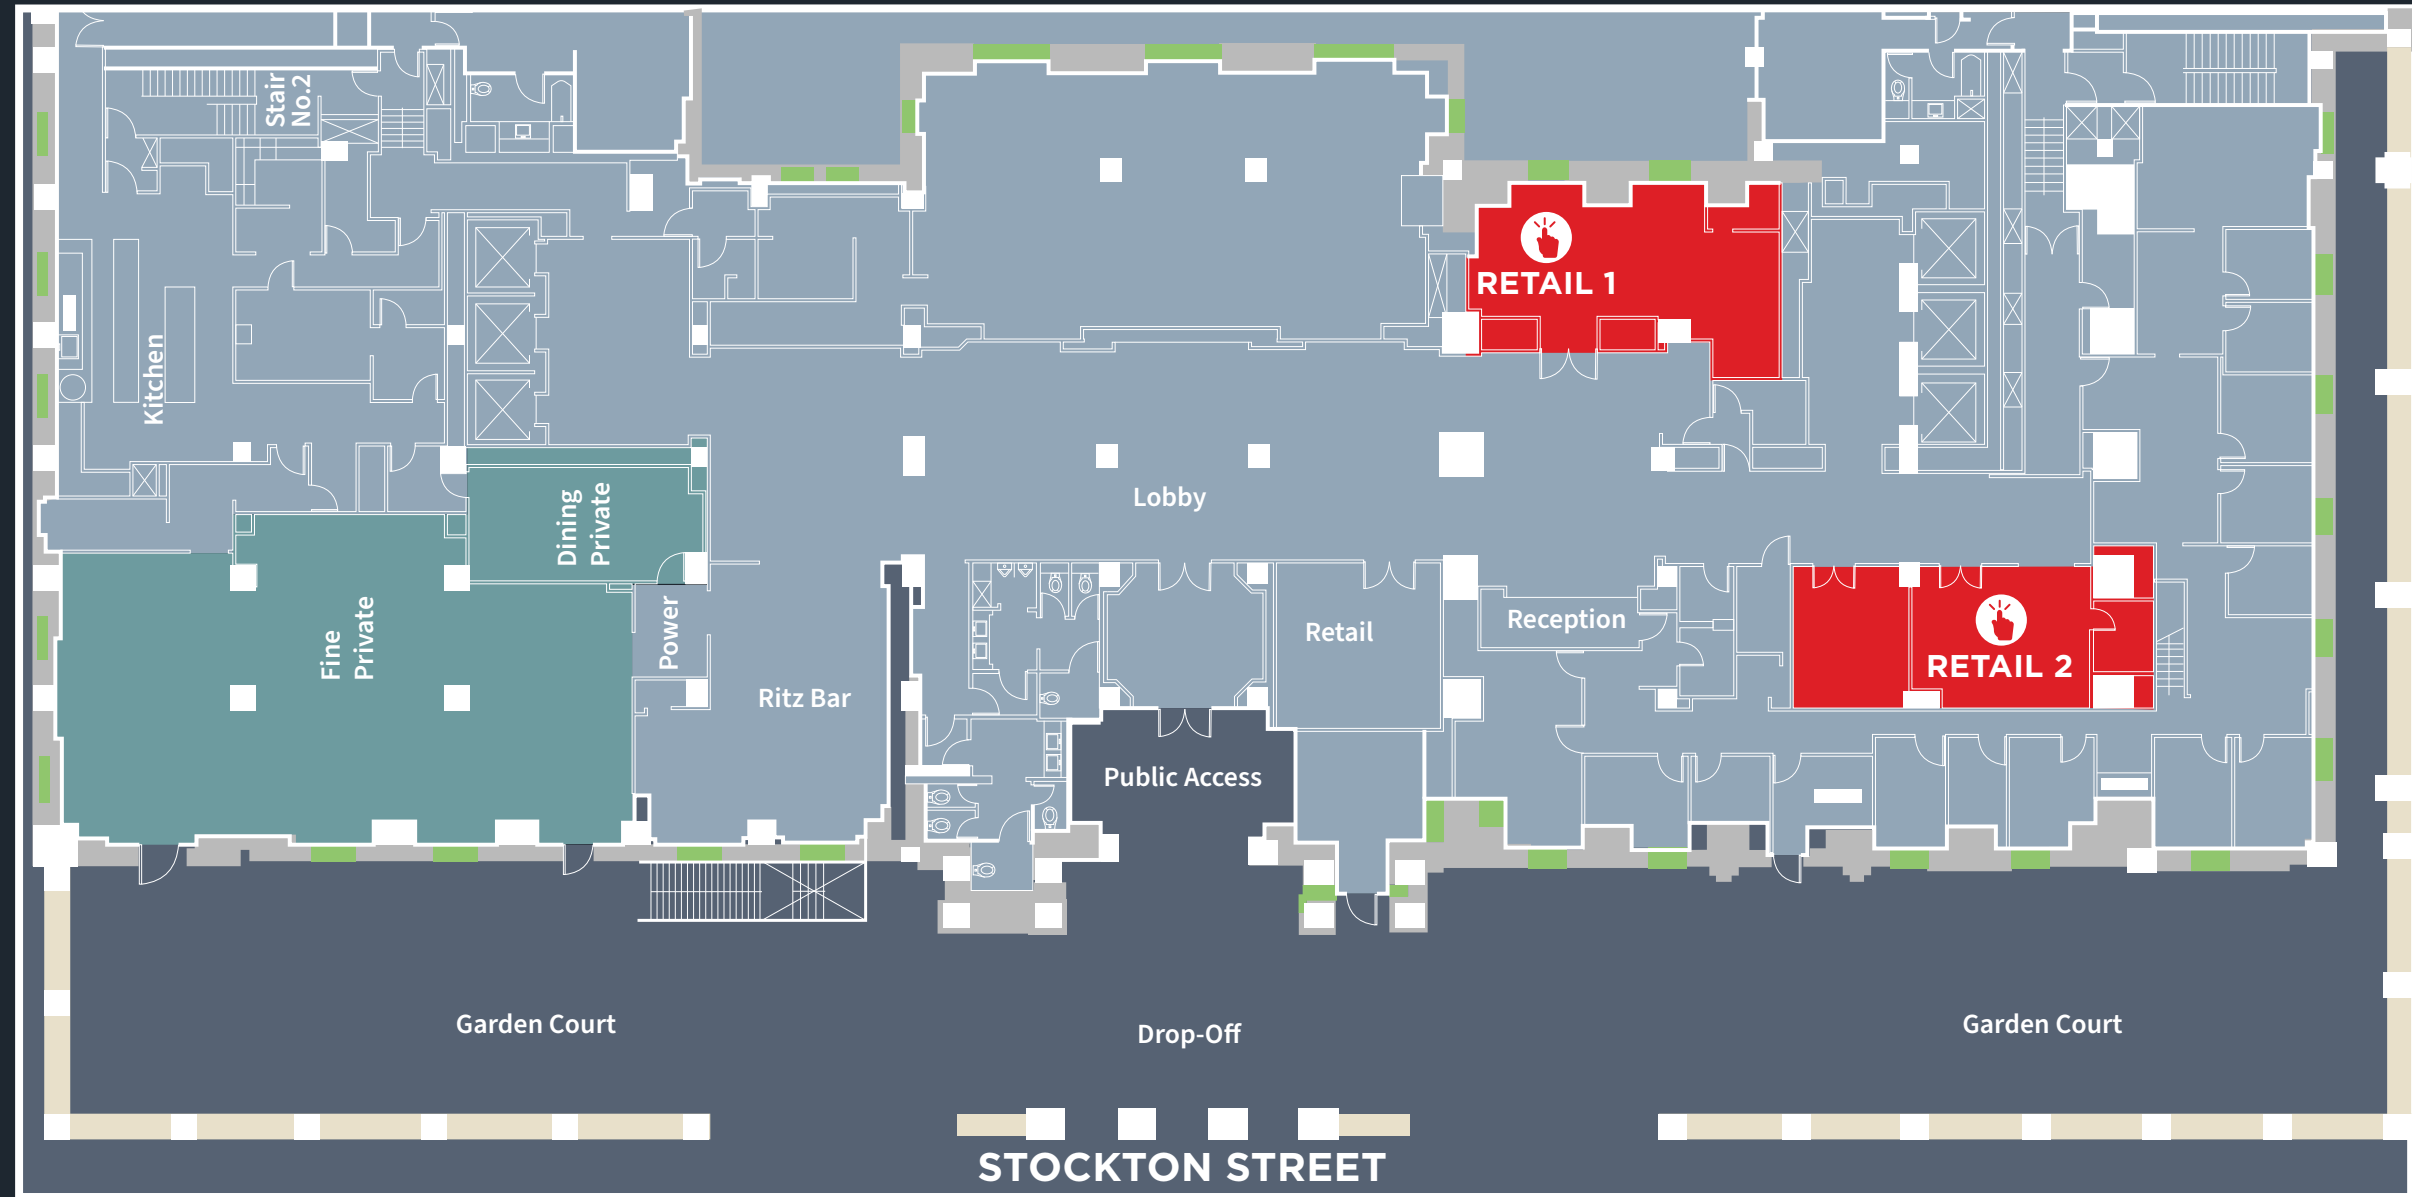 Stair
No.2
RETAIL 1
Kitchen
Lobby
Dining
Private
Fine
Private
Power
Ritz Bar
Retail
Reception
RETAIL 2
Public Access
Garden Court
Drop-Off
Garden Court
STOCKTON STREET